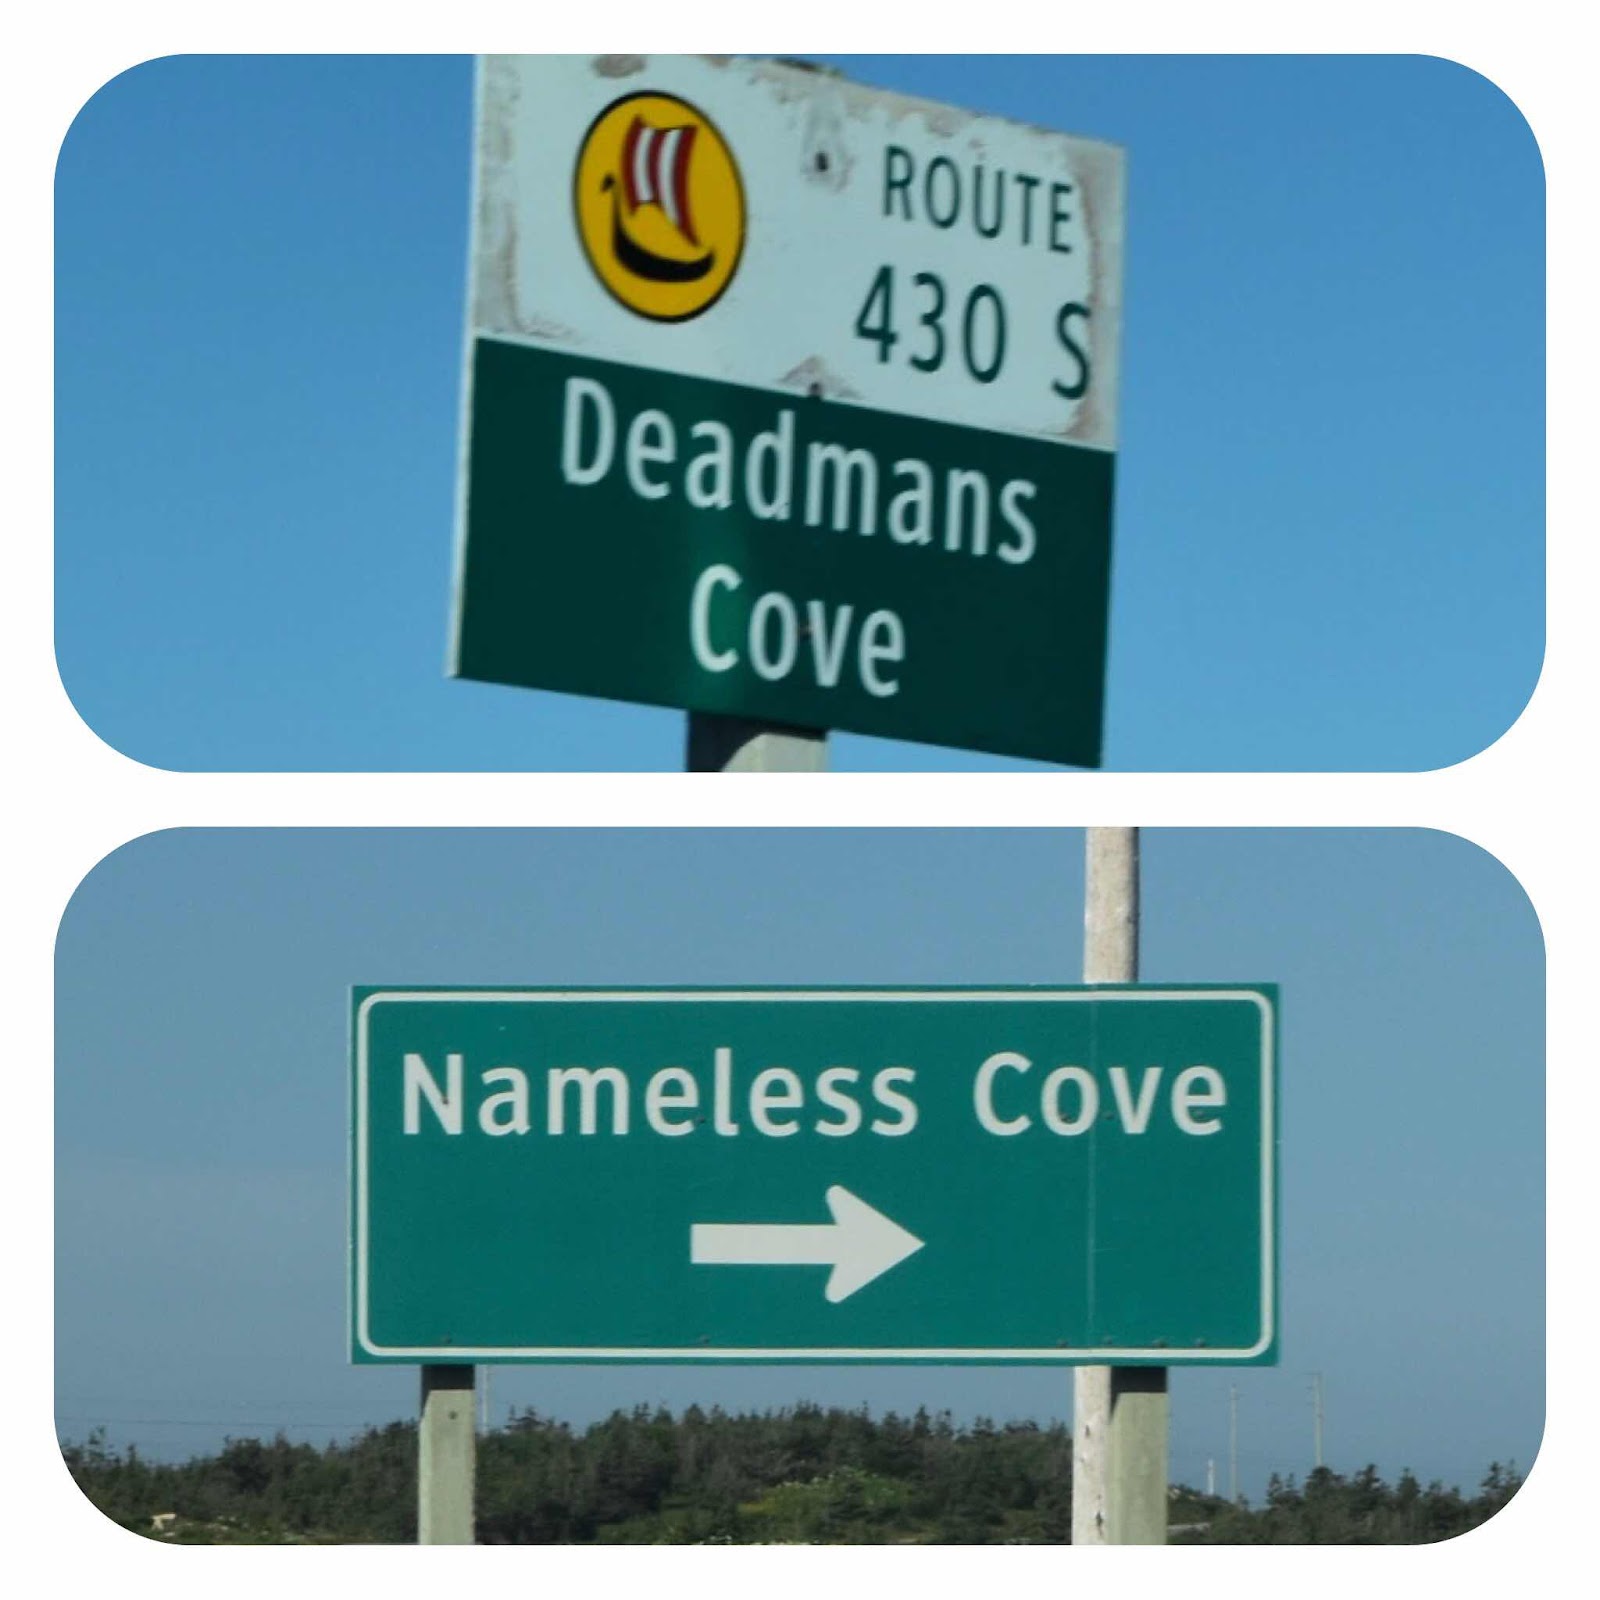 ROUTE
430 S
Deadmans
Cove
Nameless Cove